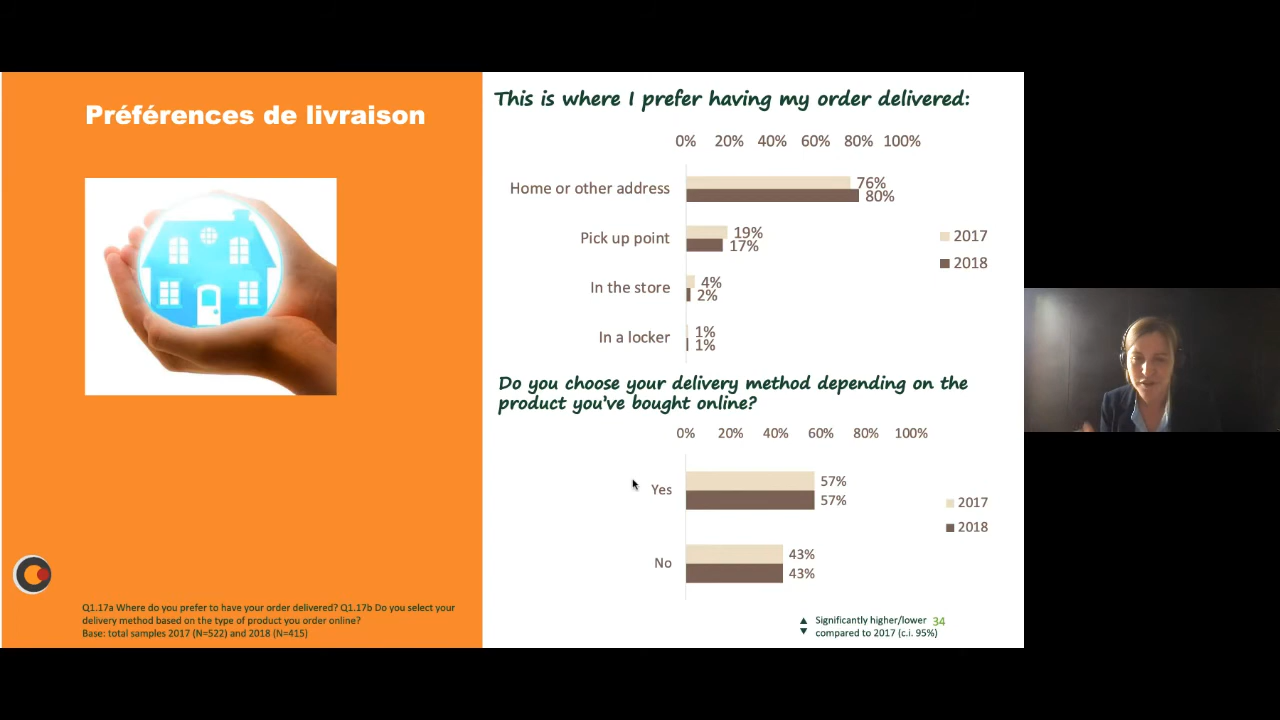 Préférences de livraison
This is where I prefer having my order delivered:
0% 20% 40% 60% 80% 100%
Home or other address 76% 80%
Pick up point 19% 17%
In the store 4% 2%
In a locker 1% 1%
2017
2018
Do you choose your delivery method depending on the
product you've bought online?
0% 20% 40% 60% 80% 100%
Yes 57% 57%
No 43% 43%
2017
2018
Q1.17a Where do you prefer to have your order delivered? Q1.17b Do you select your
delivery method based on the type of product you order online?
Base: total samples 2017 (N=522) and 2018 (N=415)
Significantly higher/lower 34
compared to 2017 (c.i. 95%)